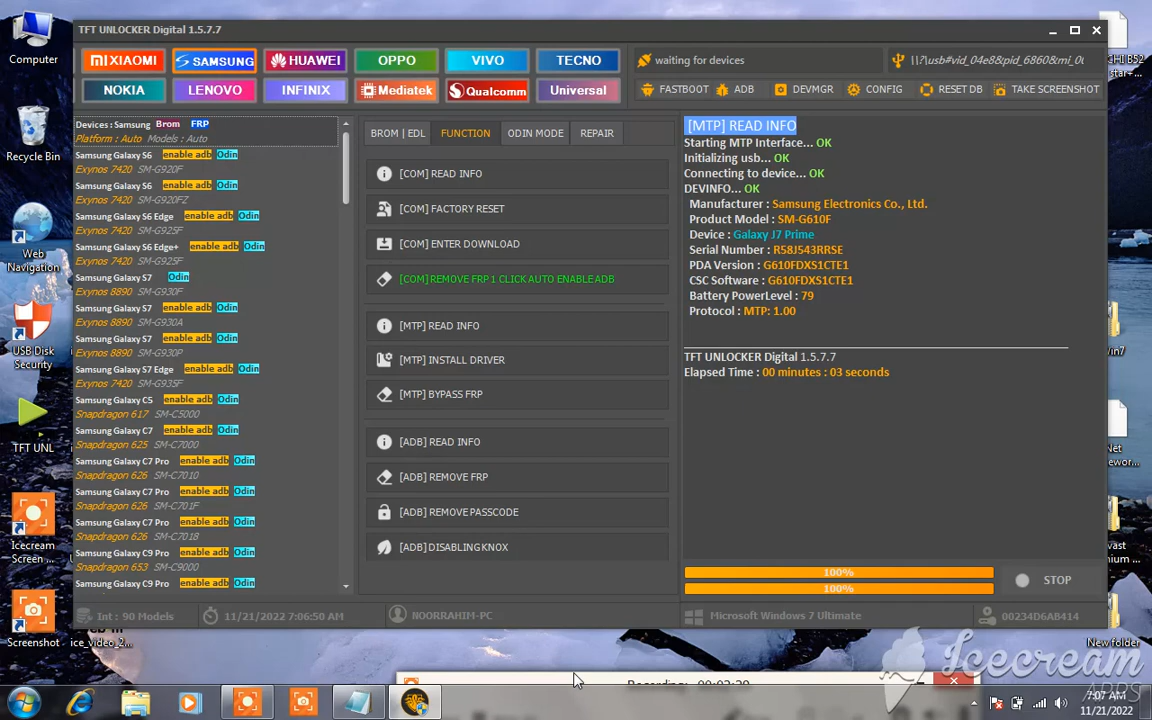 TFT UNLOCKER Digital 1.5.7.7
XIAOMI SAMSUNG HUAWEI OPPO VIVO TECNO
NOKIA LENOVO INFINIX Mediatek Qualcomm Universal
waiting for devices
\\?\usb#vid_04e8&pid_6860&mi_0
FASTBOOT ADB DEVMGR CONFIG RESET DB TAKE SCREENSHOT
Devices : Samsung Brom FRP
Platform : Auto Models : Auto
Samsung Galaxy S6 enable adb Odin
Exynos 7420 SM-G920F
Samsung Galaxy S6 enable adb Odin
Exynos 7420 SM-G920FZ
Samsung Galaxy S6 Edge enable adb Odin
Exynos 7420 SM-G925F
Samsung Galaxy S6 Edge+ enable adb Odin
Exynos 7420 SM-G925F
Samsung Galaxy S7 Odin
Exynos 8890 SM-G930F
Samsung Galaxy S7 enable adb Odin
Exynos 8890 SM-G930A
Samsung Galaxy S7 enable adb Odin
Exynos 8890 SM-G930P
Samsung Galaxy S7 Edge enable adb Odin
Exynos 7420 SM-G935F
Samsung Galaxy C5 enable adb Odin
Snapdragon 617 SM-C5000
Samsung Galaxy C7 enable adb Odin
Snapdragon 625 SM-C7000
Samsung Galaxy C7 Pro enable adb Odin
Snapdragon 626 SM-C7010
Samsung Galaxy C7 Pro enable adb Odin
Snapdragon 626 SM-C701F
Samsung Galaxy C7 Pro enable adb Odin
Snapdragon 626 SM-C7018
Samsung Galaxy C9 Pro enable adb Odin
Snapdragon 653 SM-C9000
Samsung Galaxy C9 Pro enable adb Odin
BROM | EDL FUNCTION ODIN MODE REPAIR
[COM] READ INFO
[COM] FACTORY RESET
[COM] ENTER DOWNLOAD
[COM] REMOVE FRP 1 CLICK AUTO ENABLE ADB
[MTP] READ INFO
[MTP] INSTALL DRIVER
[MTP] BYPASS FRP
[ADB] READ INFO
[ADB] REMOVE FRP
[ADB] REMOVE PASSCODE
[ADB] DISABLING KNOX
[MTP] READ INFO
Starting MTP Interface... OK
Initializing usb... OK
Connecting to device... OK
DEVINFO... OK
Manufacturer : Samsung Electronics Co., Ltd.
Product Model : SM-G610F
Device : Galaxy J7 Prime
Serial Number : R58J543RRSE
PDA Version : G610FDXS1CTE1
CSC Software : G610FDXS1CTE1
Battery PowerLevel : 79
Protocol : MTP: 1.00
TFT UNLOCKER Digital 1.5.7.7
Elapsed Time : 00 minutes : 03 seconds
100%
100%
STOP
Int : 90 Models
11/21/2022 7:06:50 AM
NOORRAHIM-PC
Microsoft Windows 7 Ultimate
00234D6AB414
Computer
Recycle Bin
Web Navigation
USB Disk Security
TFT UNL
Icecream Screen ...
Screenshot
ice_video_2...
New folder
Icecream
APPS
7:07 AM
11/21/2022